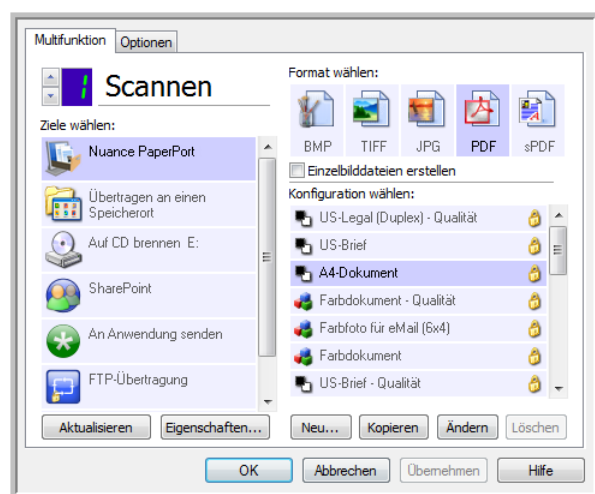 Multifunktion
Optionen
1 Scannen
Ziele wählen:
Nuance PaperPort
Übertragen an einen
Speicherort
Auf CD brennen E:
SharePoint
An Anwendung senden
FTP-Übertragung
Aktualisieren
Eigenschaften...
Format wählen:
BMP
TIFF
JPG
PDF
sPDF
Einzelbilddateien erstellen
Konfiguration wählen:
US-Legal (Duplex) - Qualität
US-Brief
A4-Dokument
Farbdokument - Qualität
Farbfoto für eMail (6x4)
Farbdokument
US-Brief - Qualität
Neu...
Kopieren
Ändern
Löschen
OK
Abbrechen
Übernehmen
Hilfe